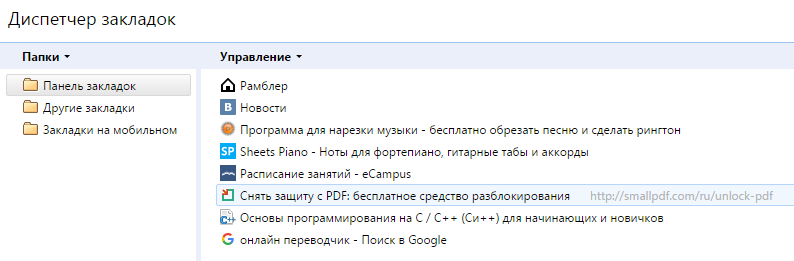 Диспетчер закладок
Папки
Управление
Панель закладок
Другие закладки
Закладки на мобильном
Рамблер
B Новости
Программа для нарезки музыки - бесплатно обрезать песню и сделать рингтон
SP Sheets Piano - Ноты для фортепиано, гитарные табы и аккорды
Расписание занятий - eCampus
Снять защиту с PDF: бесплатное средство разблокирования http://smallpdf.com/ru/unlock-pdf
Основы программирования на C / C++ (Си++) для начинающих и новичков
G онлайн переводчик - Поиск в Google